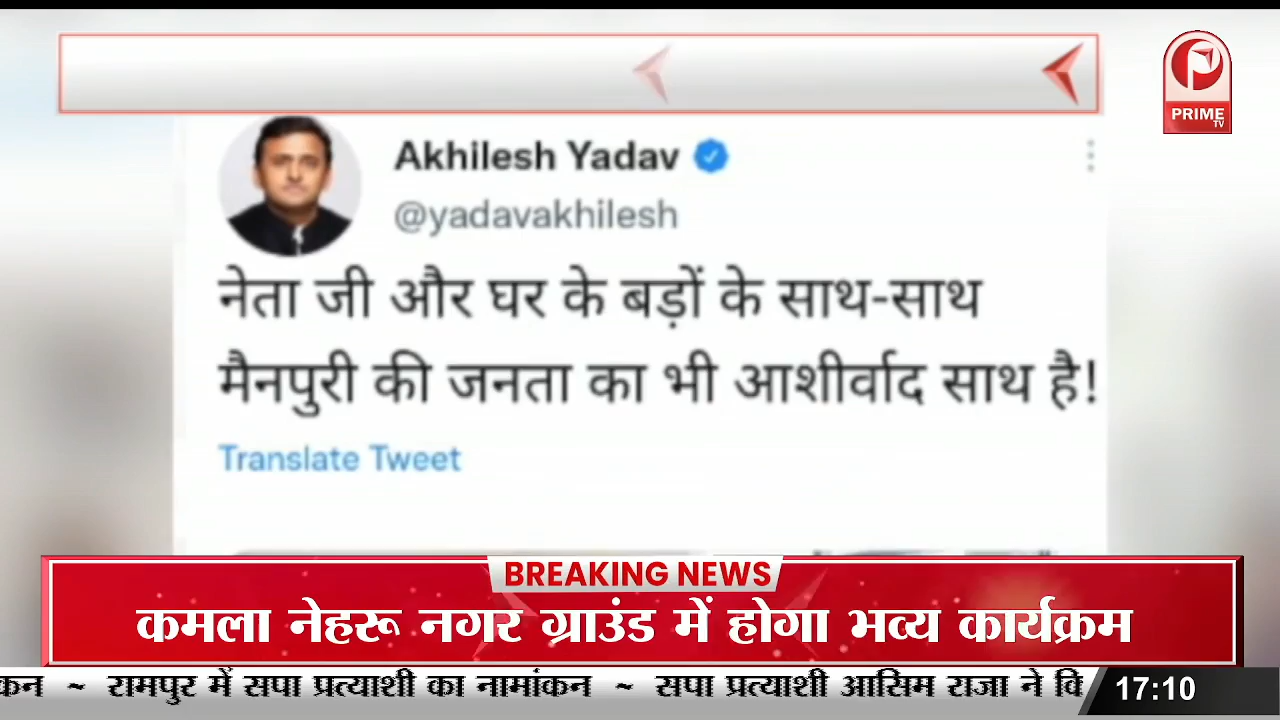 PRIME
TV
Akhilesh Yadav
@yadavakhilesh
नेता जी और घर के बड़ों के साथ-साथ
मैनपुरी की जनता का भी आशीर्वाद साथ है!
Translate Tweet
BREAKING NEWS
कमला नेहरू नगर ग्राउंड में होगा भव्य कार्यक्रम
कन ~ रामपुर में सपा प्रत्याशी का नामांकन ~ सपा प्रत्याशी आसिम राजा ने वि
17:10